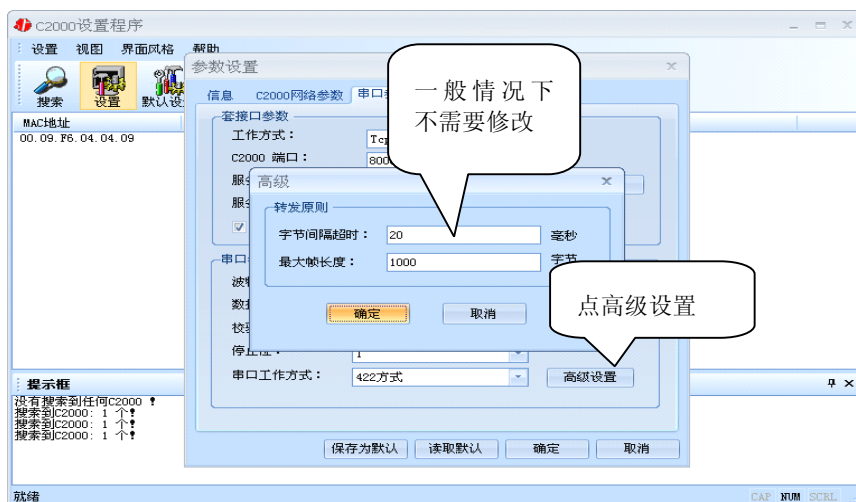 C2000设置程序
设置 视图 界面风格 帮助
搜索 设置 默认设
MAC地址
00.09.F6.04.04.09
参数设置
信息 C2000网络参数 串口
一般情况下
不需要修改
套接口参数
工作方式： Tcp
C2000 端口： 800
服
服
高级
转发原则
字节间隔超时： 20 毫秒
最大帧长度： 1000 字节
确定 取消
串口
波
数
校
停止位： 1
串口工作方式： 422方式 高级设置
点高级设置
保存为默认 读取默认 确定 取消
提示框
没有搜索到任何C2000 ！
搜索到C2000: 1 个!
搜索到C2000: 1 个!
搜索到C2000: 1 个!
就绪 CAP NUM SCRL